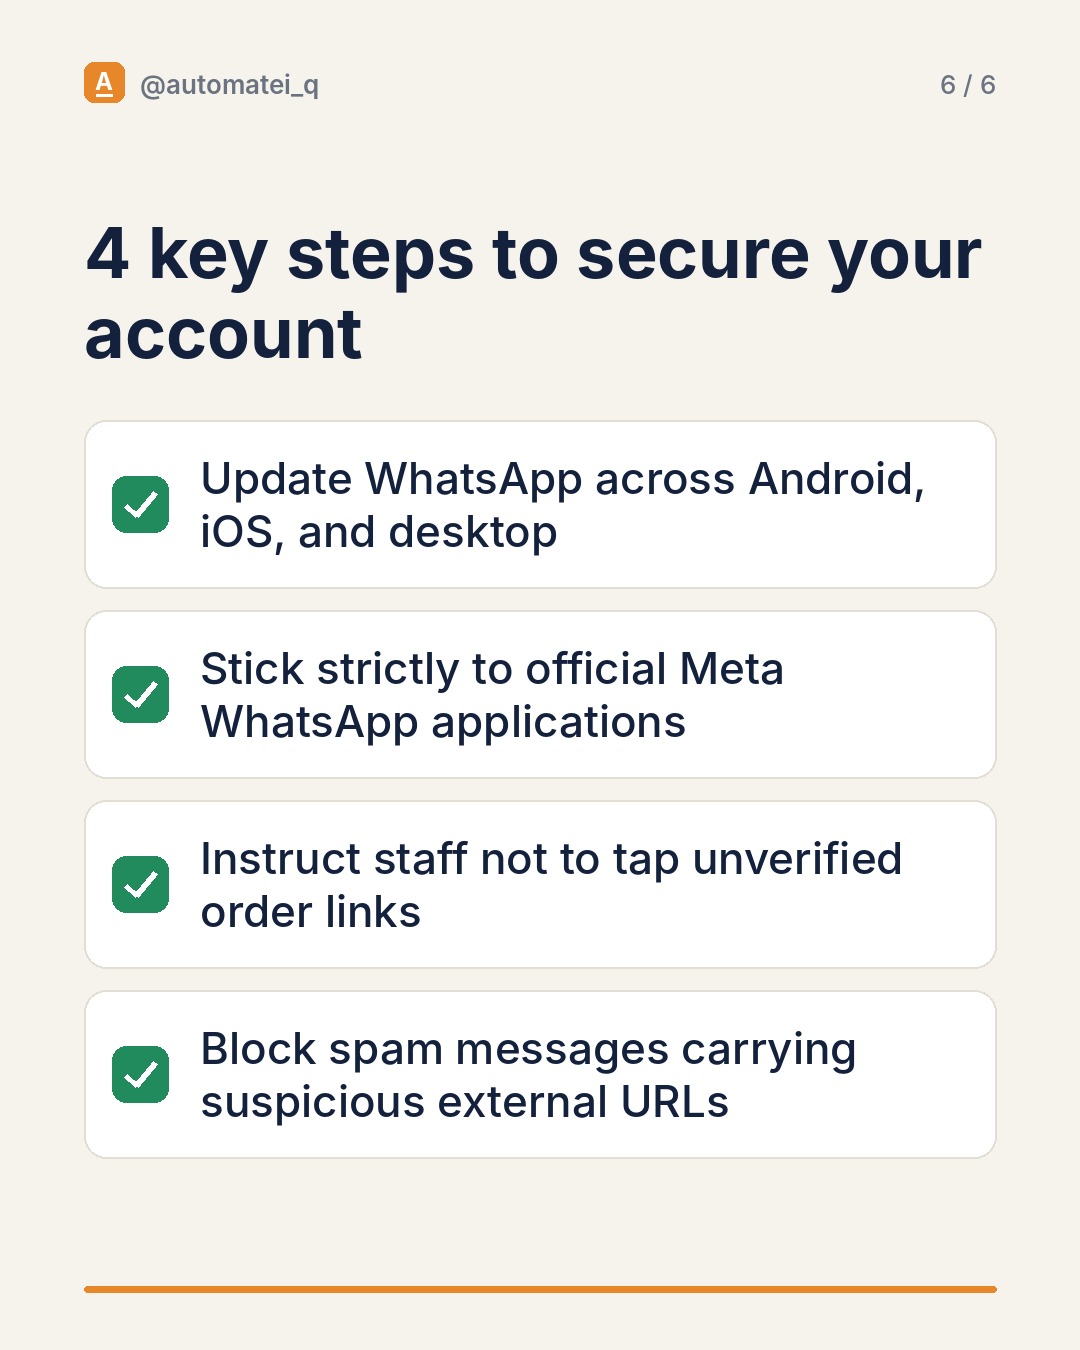 A @automatei_q
6 / 6
4 key steps to secure your
account
Update WhatsApp across Android,
iOS, and desktop
Stick strictly to official Meta
WhatsApp applications
Instruct staff not to tap unverified
order links
Block spam messages carrying
suspicious external URLs